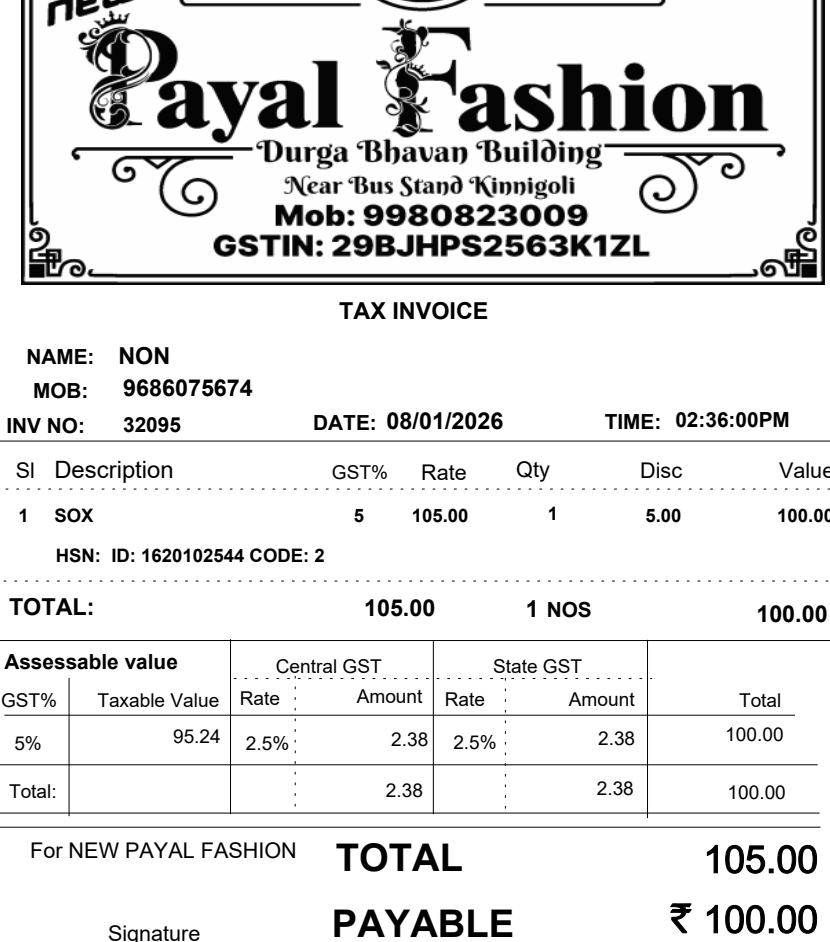 new
Payal Fashion
Durga Bhavan Building
Near Bus Stand Kinnigoli
Mob: 9980823009
GSTIN: 29BJHPS2563K1ZL
TAX INVOICE
NAME: NON
MOB: 9686075674
INV NO: 32095 DATE: 08/01/2026 TIME: 02:36:00PM
Sl Description GST% Rate Qty Disc Value
1 SOX 5 105.00 1 5.00 100.00
HSN: ID: 1620102544 CODE: 2
TOTAL: 105.00 1 NOS 100.00
Assessable value Central GST State GST
GST% Taxable Value Rate Amount Rate Amount Total
5% 95.24 2.5% 2.38 2.5% 2.38 100.00
Total: 2.38 2.38 100.00
For NEW PAYAL FASHION TOTAL 105.00
Signature PAYABLE ₹ 100.00